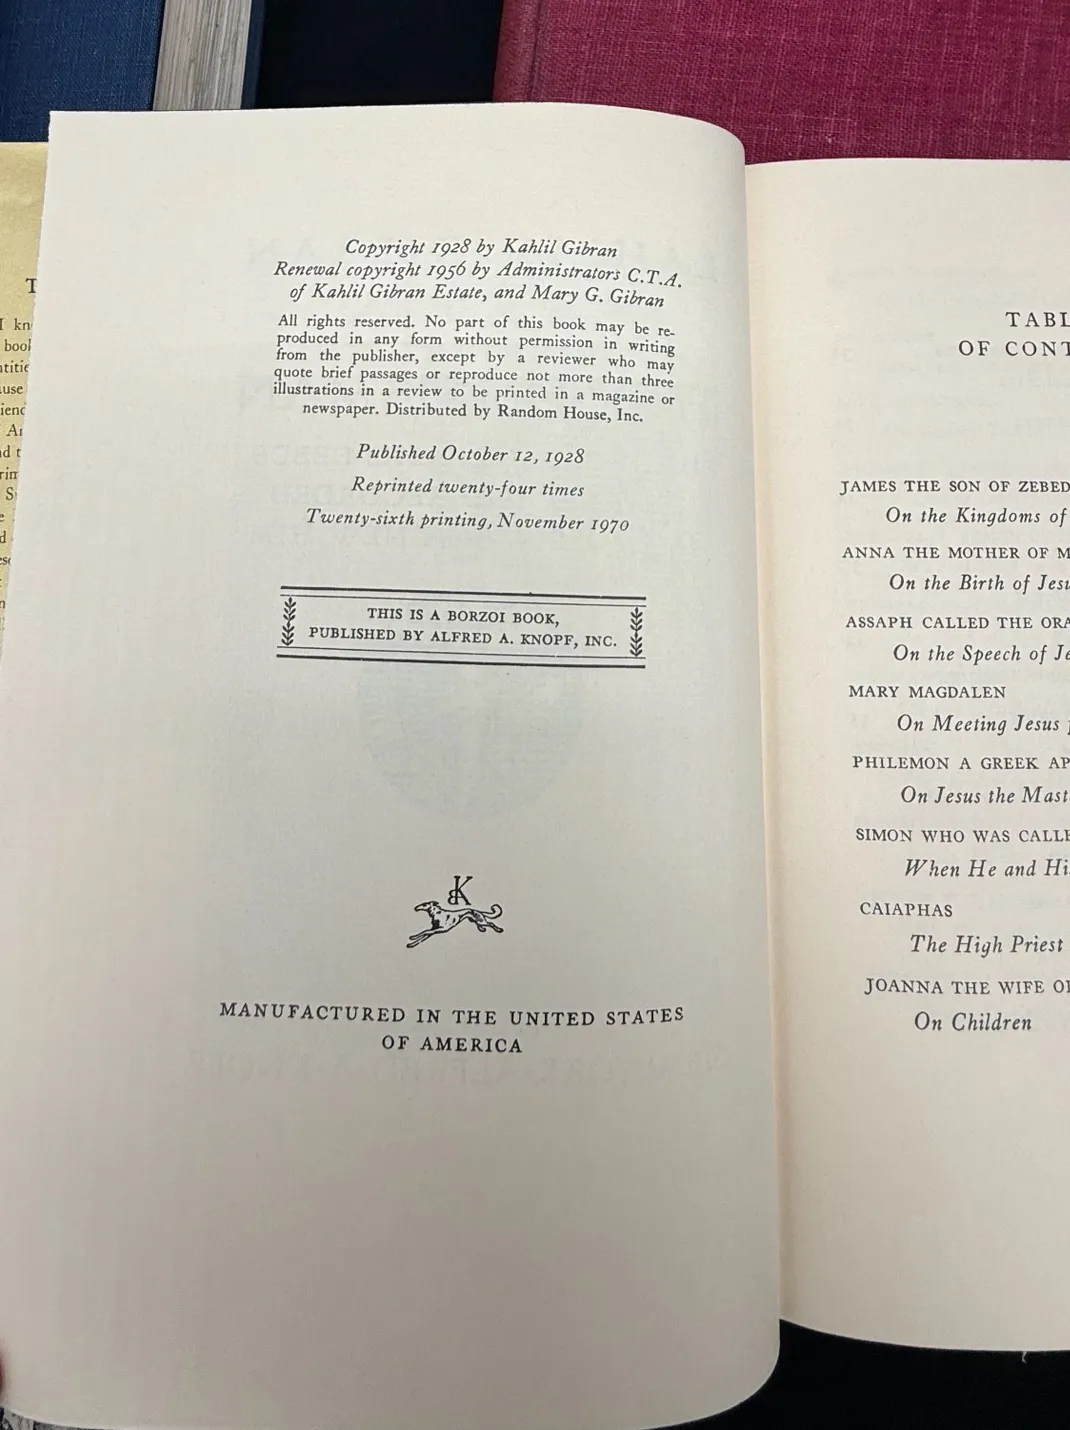 Copyright 1928 by Kahlil Gibran
Renewal copyright 1956 by Administrators C.T.A.
of Kahlil Gibran Estate, and Mary G. Gibran
All rights reserved. No part of this book may be re-
produced in any form without permission in writing
from the publisher, except by a reviewer who may
quote brief passages or reproduce not more than three
illustrations in a review to be printed in a magazine or
newspaper. Distributed by Random House, Inc.
Published October 12, 1928
Reprinted twenty-four times
Twenty-sixth printing, November 1970
THIS IS A BORZOI BOOK,
PUBLISHED BY ALFRED A. KNOPF, INC.
BK
MANUFACTURED IN THE UNITED STATES
OF AMERICA
TABL
OF CONT
JAMES THE SON OF ZEBED
On the Kingdoms of
ANNA THE MOTHER OF M
On the Birth of Jesu
ASSAPH CALLED THE ORA
On the Speech of Je
MARY MAGDALEN
On Meeting Jesus
PHILEMON A GREEK AP
On Jesus the Mast
SIMON WHO WAS CALLE
When He and Hi
CAIAPHAS
The High Priest
JOANNA THE WIFE OF
On Children